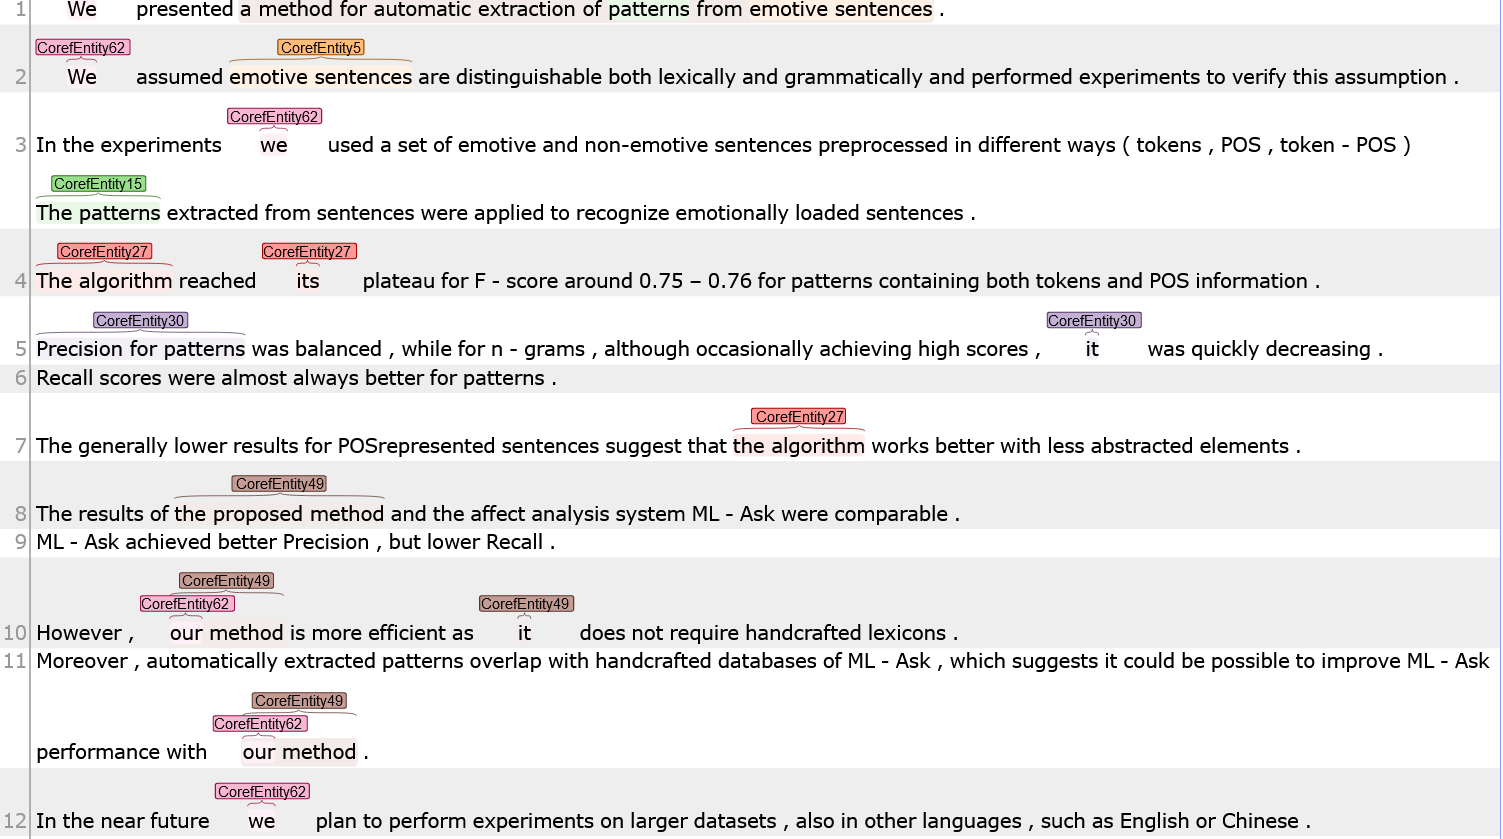 1 We presented a method for automatic extraction of patterns from emotive sentences .
CorefEntity62 CorefEntity5
2 We assumed emotive sentences are distinguishable both lexically and grammatically and performed experiments to verify this assumption .
CorefEntity62
3 In the experiments we used a set of emotive and non-emotive sentences preprocessed in different ways ( tokens , POS , token - POS )
CorefEntity15
The patterns extracted from sentences were applied to recognize emotionally loaded sentences .
CorefEntity27 CorefEntity27
4 The algorithm reached its plateau for F - score around 0.75 – 0.76 for patterns containing both tokens and POS information .
CorefEntity30 CorefEntity30
5 Precision for patterns was balanced , while for n - grams , although occasionally achieving high scores , it was quickly decreasing .
6 Recall scores were almost always better for patterns .
CorefEntity27
7 The generally lower results for POSrepresented sentences suggest that the algorithm works better with less abstracted elements .
CorefEntity49
8 The results of the proposed method and the affect analysis system ML - Ask were comparable .
9 ML - Ask achieved better Precision , but lower Recall .
CorefEntity49
CorefEntity62 CorefEntity49
10 However , our method is more efficient as it does not require handcrafted lexicons .
11 Moreover , automatically extracted patterns overlap with handcrafted databases of ML - Ask , which suggests it could be possible to improve ML - Ask
CorefEntity49
CorefEntity62
performance with our method .
CorefEntity62
12 In the near future we plan to perform experiments on larger datasets , also in other languages , such as English or Chinese .